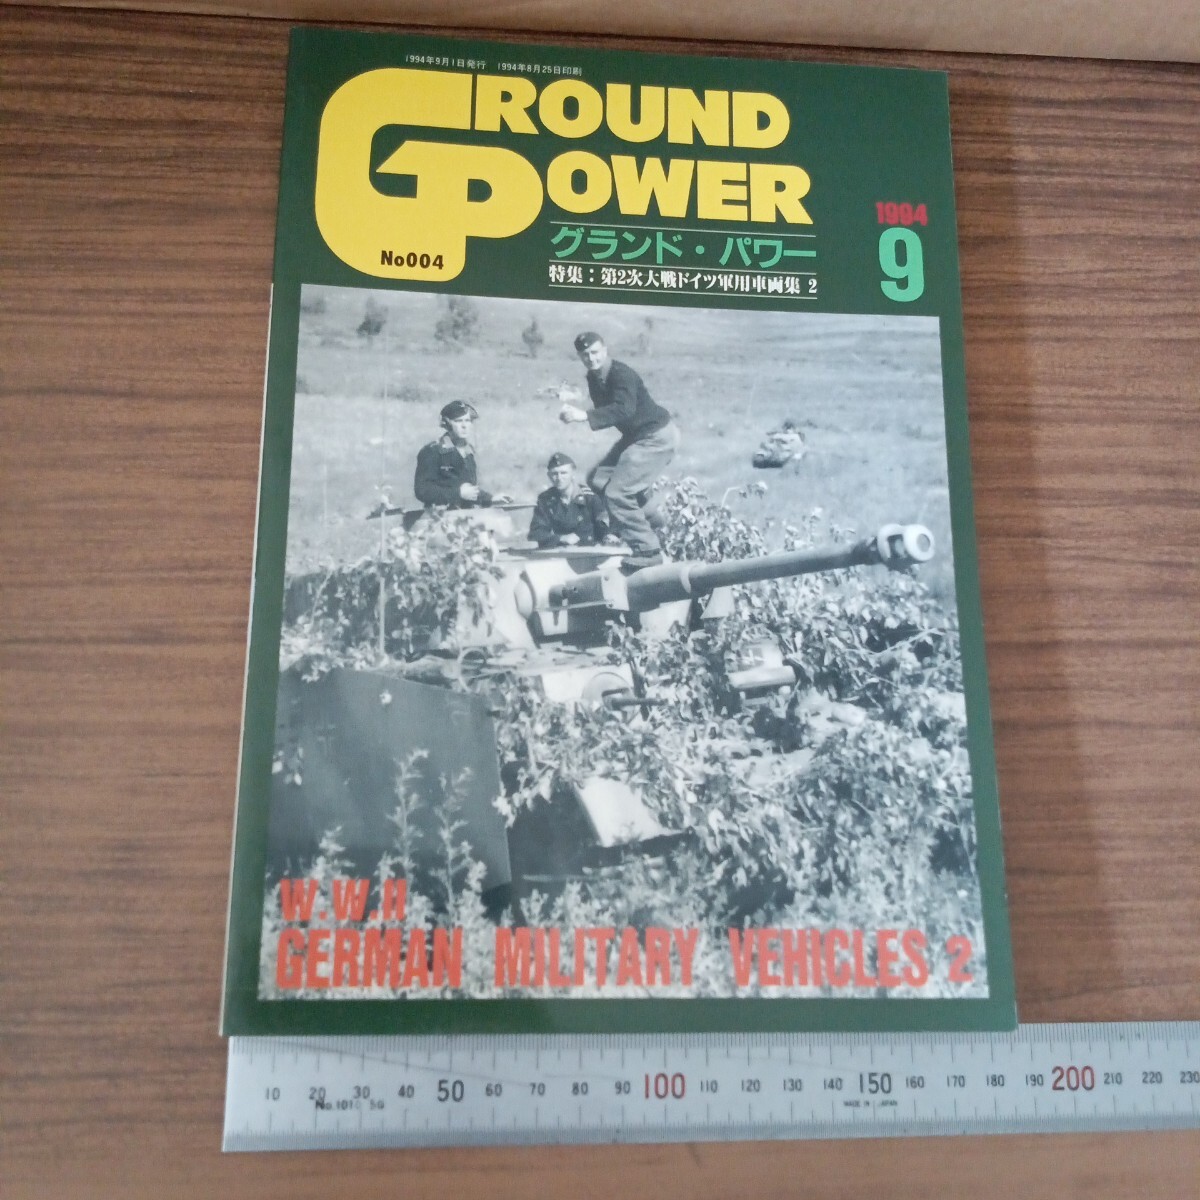 1994年9月1日発行 1994年8月25日印刷
GROUND
POWER
No004
グランド・パワー
特集：第2次大戦ドイツ軍用車両集 2
1994
9
W.W.II
GERMAN MILITARY VEHICLES 2
10 20 30 40 50 60 70 80 90 100 110 120 130 140 150 160 170 180 190 200 210 220 230
MADE IN JAPAN